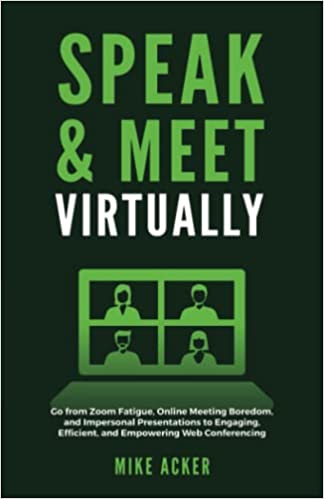 SPEAK
& MEET
VIRTUALLY
Go from Zoom Fatigue, Online Meeting Boredom,
and Impersonal Presentations to Engaging,
Efficient, and Empowering Web Conferencing
MIKE ACKER